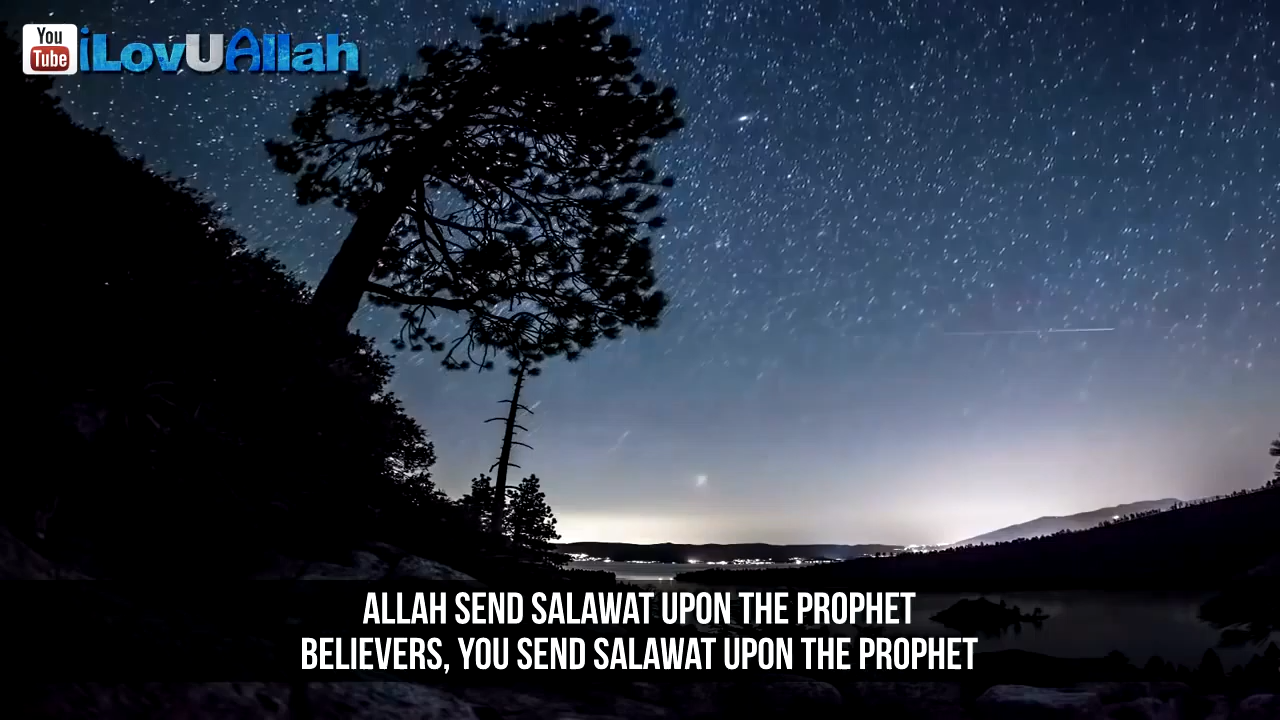 You
Tube
iLovUAllah
ALLAH SEND SALAWAT UPON THE PROPHET
BELIEVERS, YOU SEND SALAWAT UPON THE PROPHET